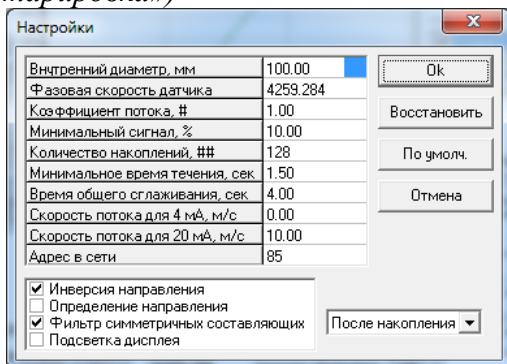 тарировка»)
Настройки
Внутренний диаметр, мм 100.00
Фазовая скорость датчика 4259.284
Коэффициент потока, # 1.00
Минимальный сигнал, % 10.00
Количество накоплений, ## 128
Минимальное время течения, сек 1.50
Время общего сглаживания, сек 4.00
Скорость потока для 4 мА, м/с 0.00
Скорость потока для 20 мА, м/с 10.00
Адрес в сети 85
Ok
Восстановить
По умолч.
Отмена
Инверсия направления
Определение направления
Фильтр симметричных составляющих
Подсветка дисплея
После накопления